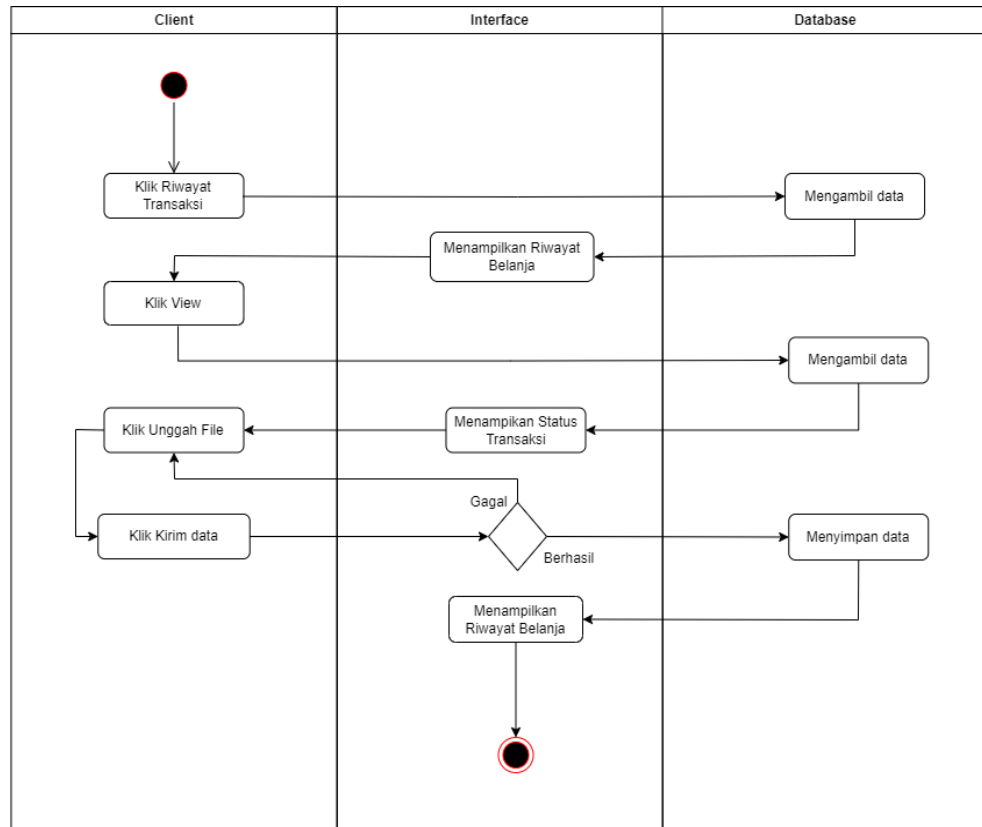 Client
Interface
Database
Klik Riwayat
Transaksi
Mengambil data
Menampilkan Riwayat
Belanja
Klik View
Mengambil data
Menampikan Status
Transaksi
Klik Unggah File
Gagal
Klik Kirim data
Berhasil
Menyimpan data
Menampilkan
Riwayat Belanja